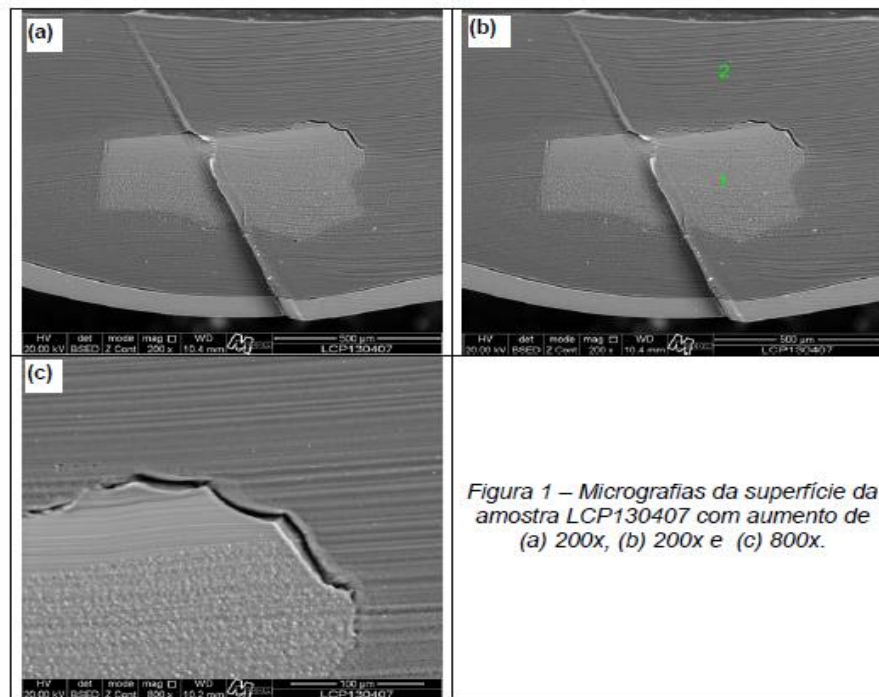 (a)
HV det mode mag □ WD 500 µm
20.00 kV BSED Z Cont 200 x 10.4 mm LCP130407
(b)
2
1
HV det mode mag □ WD 500 µm
20.00 kV BSED Z Cont 200 x 10.4 mm LCP130407
(c)
HV det mode mag □ WD 100 µm
20.00 kV BSED Z Cont 800 x 10.2 mm LCP130407
Figura 1 – Micrografias da superfície da
amostra LCP130407 com aumento de
(a) 200x, (b) 200x e (c) 800x.